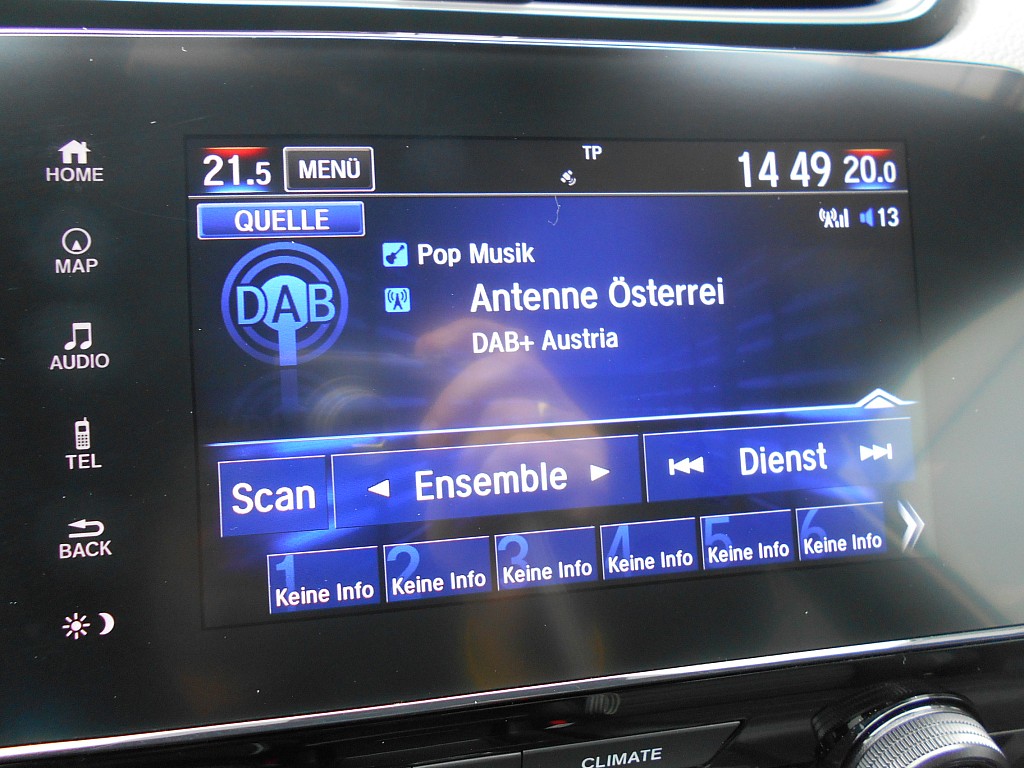 HOME
MAP
AUDIO
TEL
BACK
21.5 MENÜ TP 14 49 20.0
QUELLE 13
DAB
Pop Musik
Antenne Österrei
DAB+ Austria
Scan Ensemble Dienst
1 Keine Info 2 Keine Info 3 Keine Info 4 Keine Info 5 Keine Info 6 Keine Info
CLIMATE